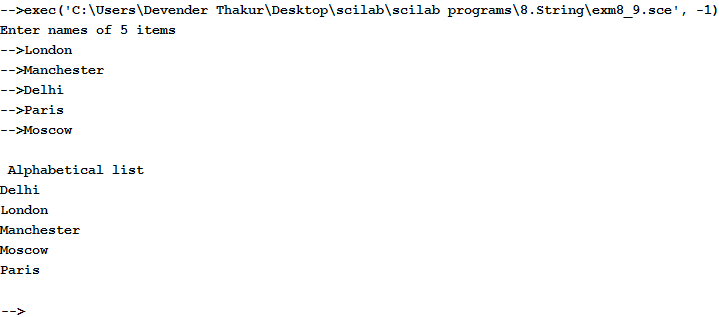 -->exec('C:\Users\Devender Thakur\Desktop\scilab\scilab programs\8.String\exm8_9.sce', -1)
Enter names of 5 items
-->London
-->Manchester
-->Delhi
-->Paris
-->Moscow
Alphabetical list
Delhi
London
Manchester
Moscow
Paris
-->